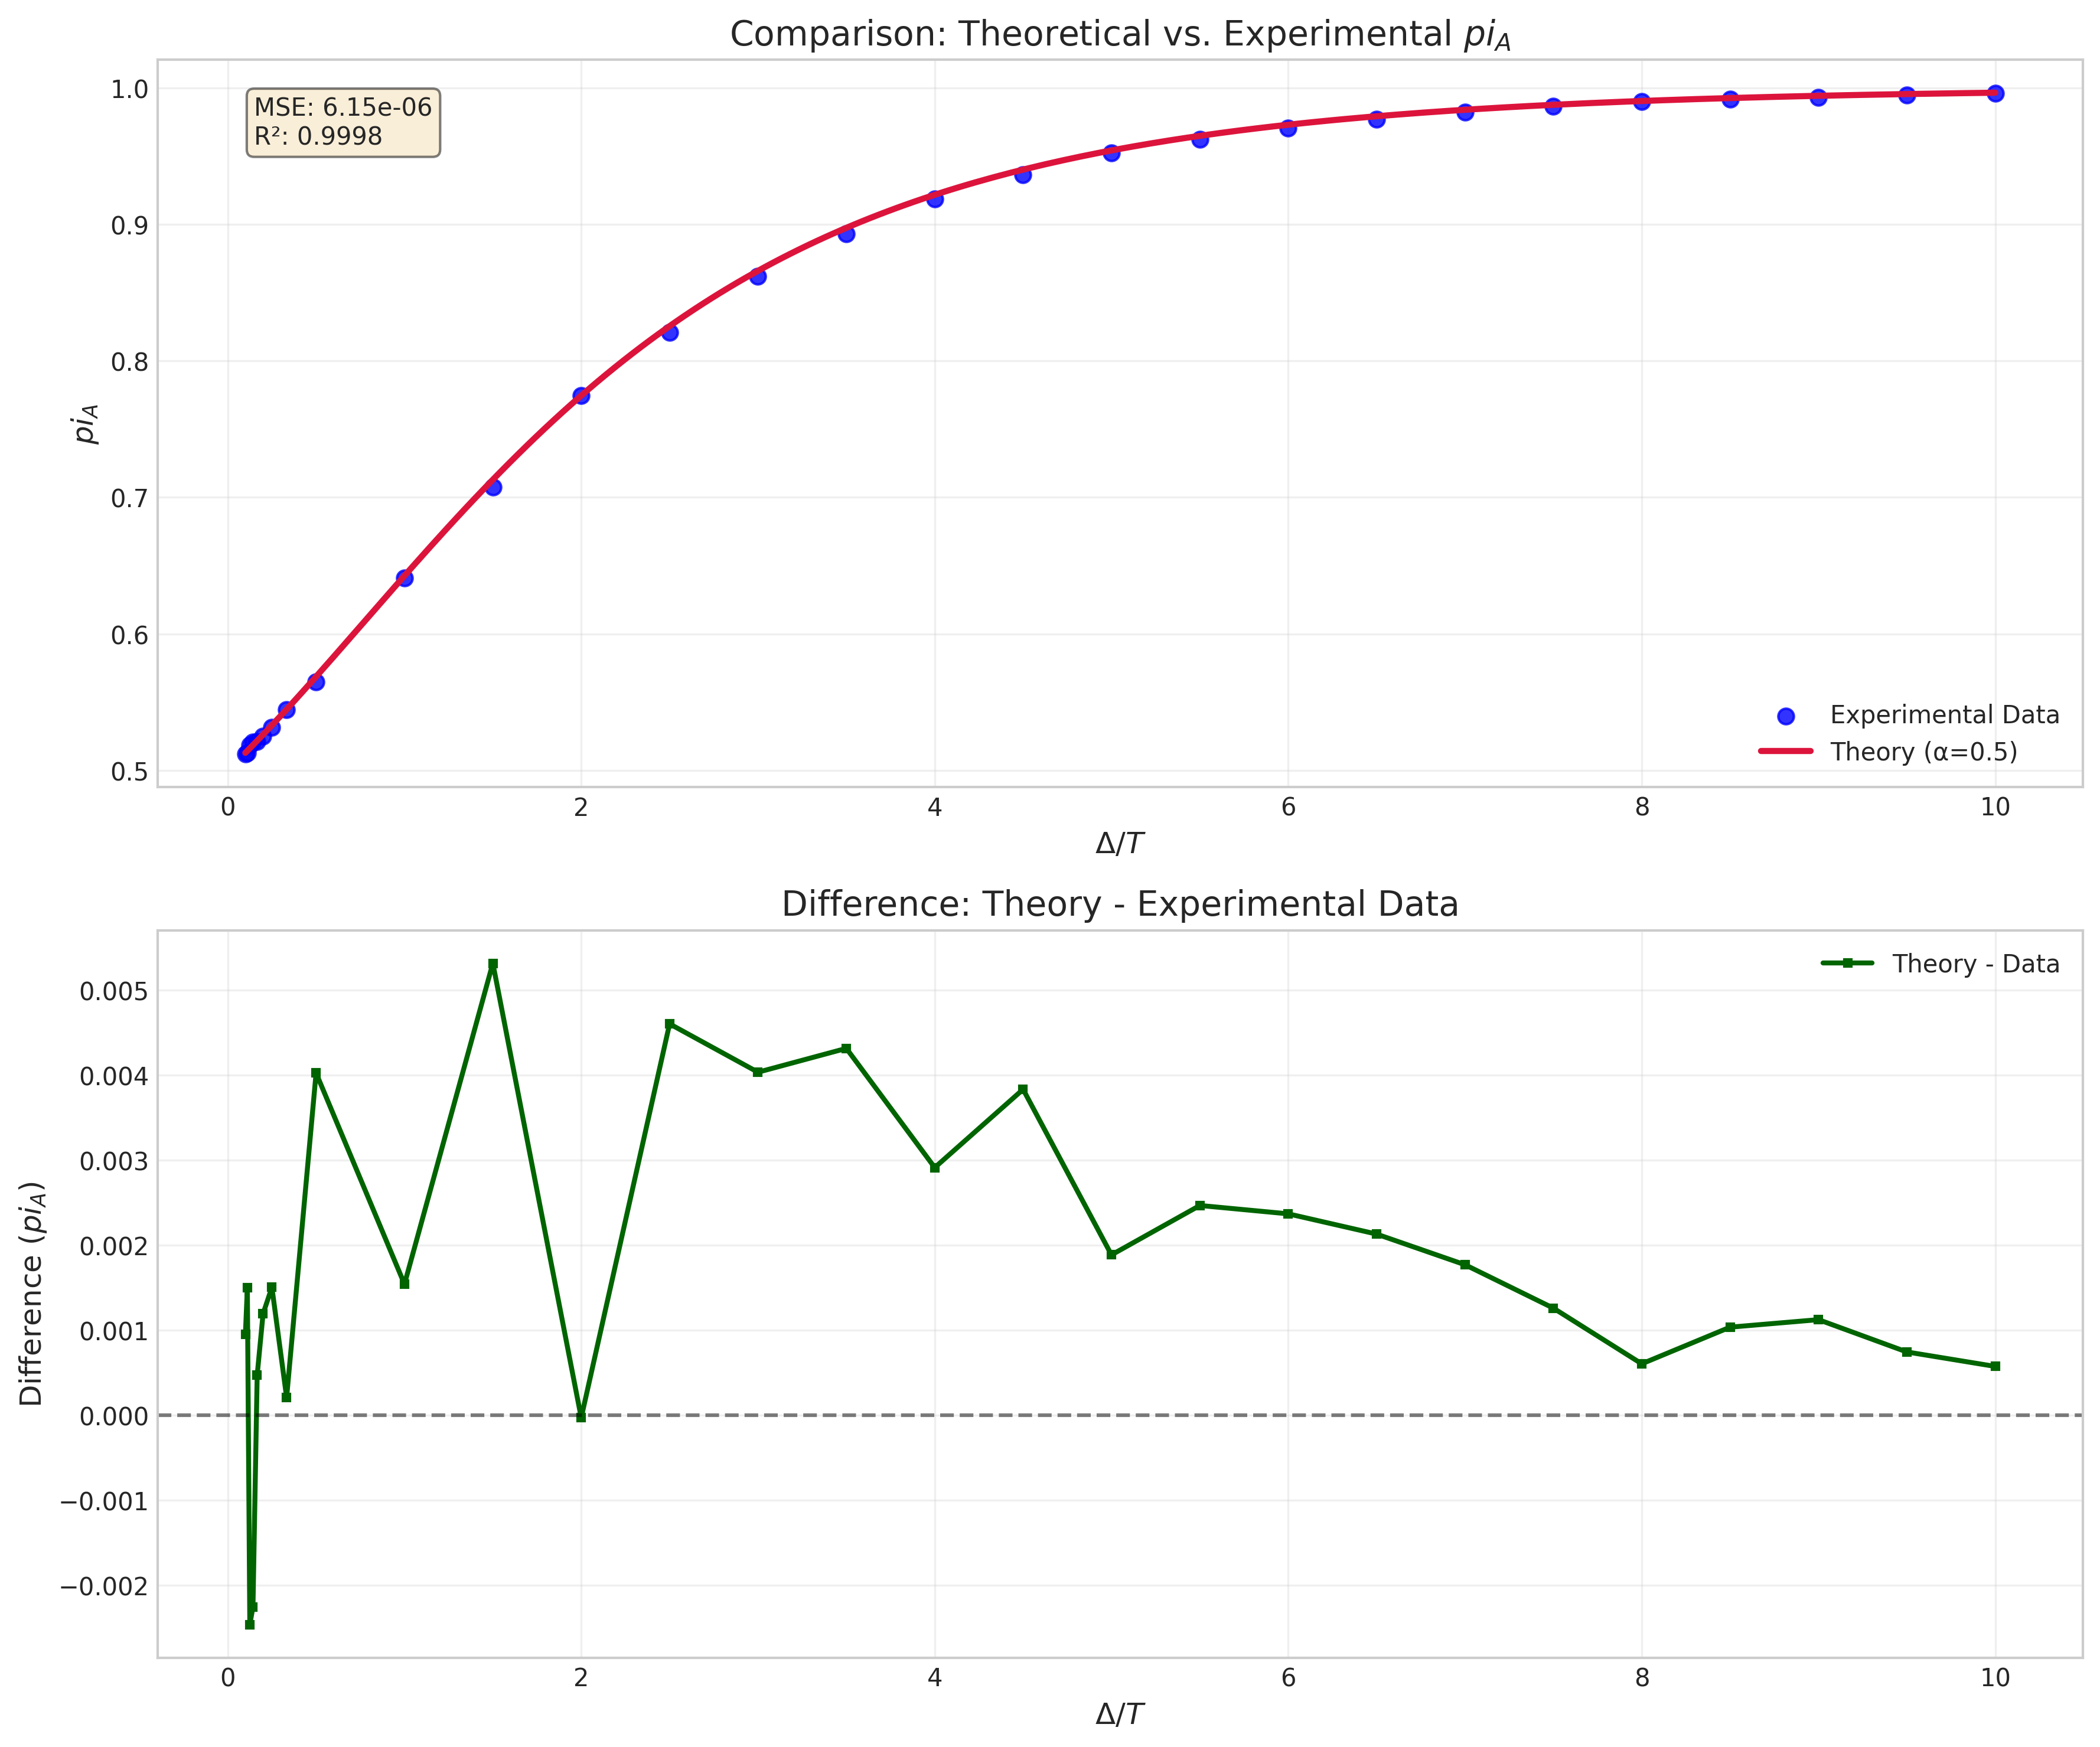 Comparison: Theoretical vs. Experimental pi_A
MSE: 6.15e-06
R²: 0.9998
1.0
0.9
0.8
0.7
0.6
0.5
pi_A
Experimental Data
Theory (α=0.5)
0 2 4 6 8 10
Δ/T
Difference: Theory - Experimental Data
Theory - Data
0.005
0.004
0.003
0.002
0.001
0.000
−0.001
−0.002
Difference (pi_A)
0 2 4 6 8 10
Δ/T